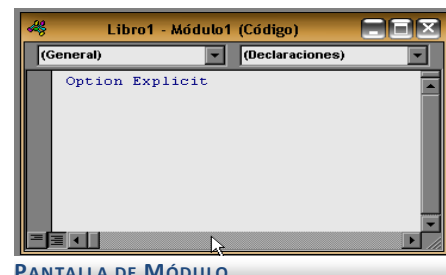 Libro1 - Módulo1 (Código)
(General) (Declaraciones)
Option Explicit
PANTALLA DE MÓDULO